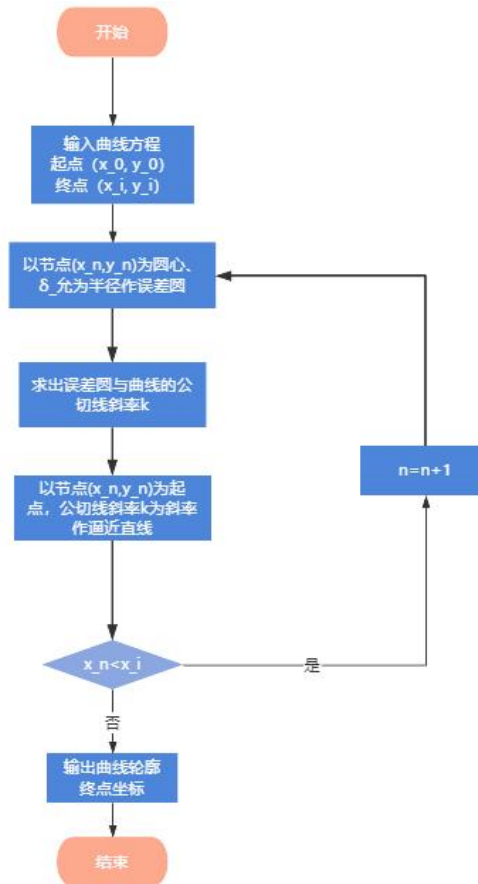 开始
输入曲线方程
起点（x_0, y_0)
终点（x_i, y_i）
以节点(x_n,y_n)为圆心、
δ_允为半径作误差圆
求出误差圆与曲线的公
切线斜率k
以节点(x_n,y_n)为起
点，公切线斜率k为斜率
作逼近直线
n=n+1
x_n<x_i
是
否
输出曲线轮廓
终点坐标
结束